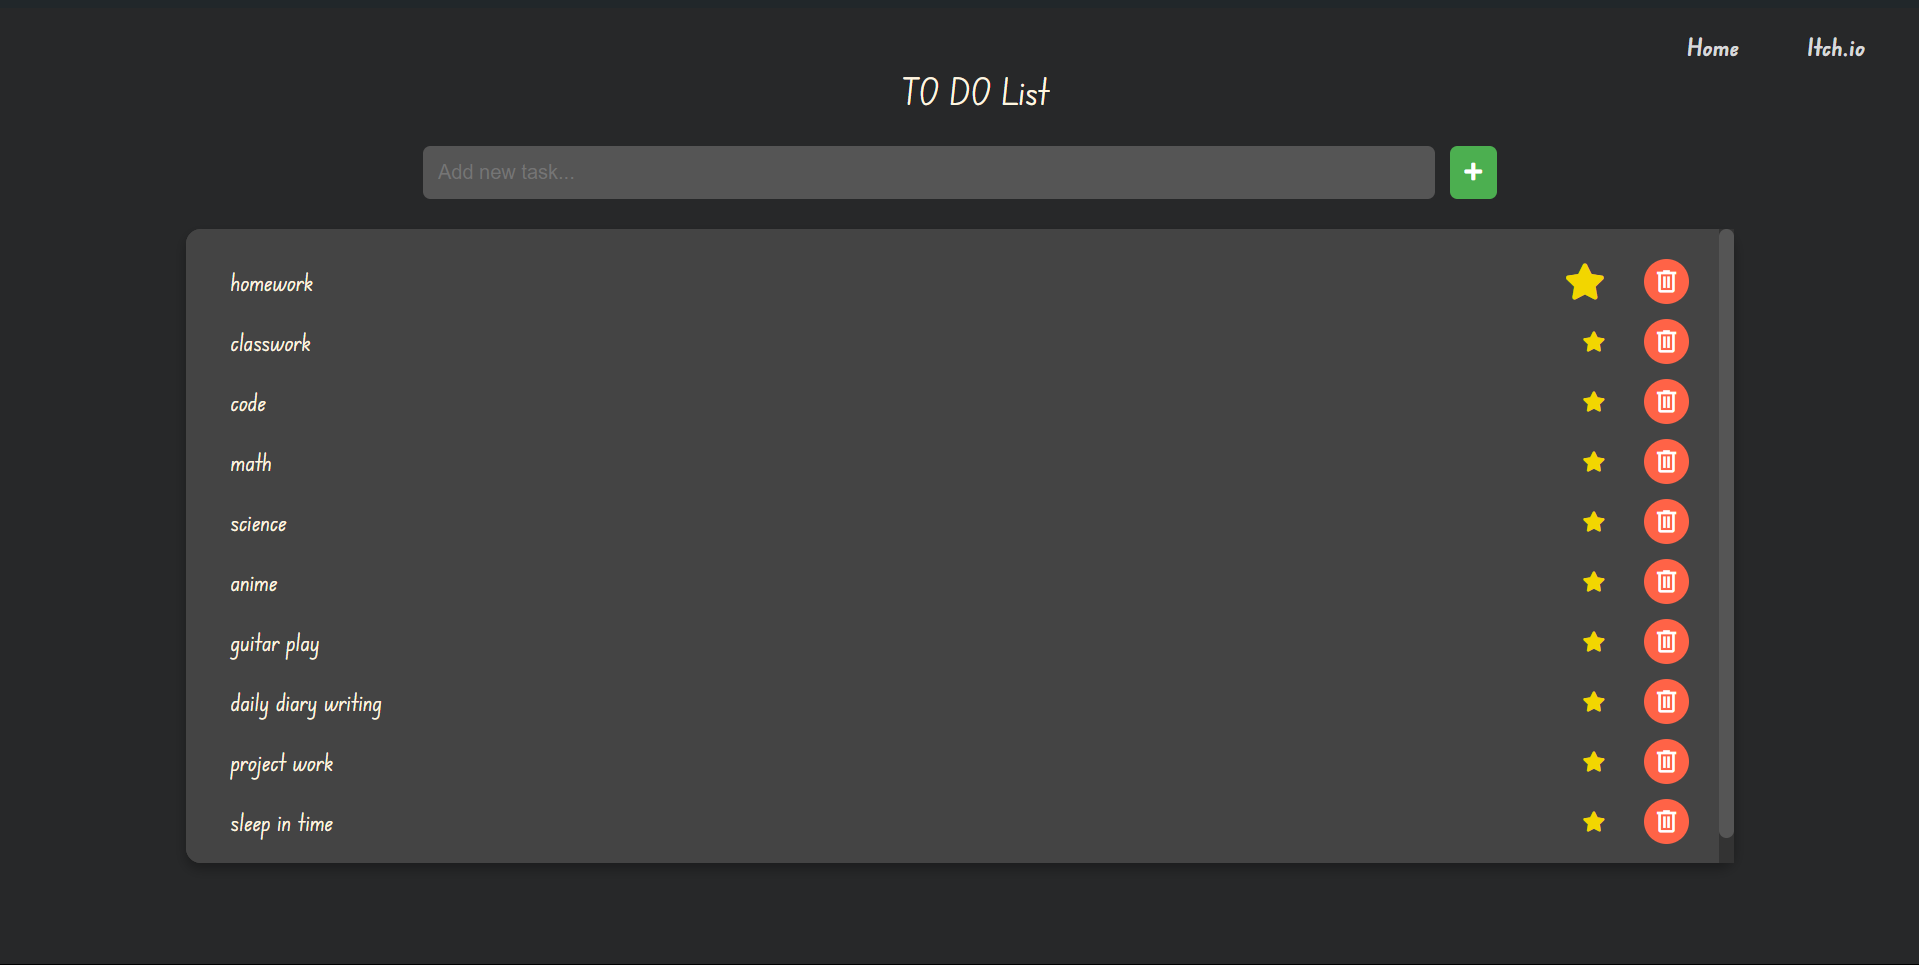 Home Itch.io
TO DO List
Add new task...
homework
classwork
code
math
science
anime
guitar play
daily diary writing
project work
sleep in time